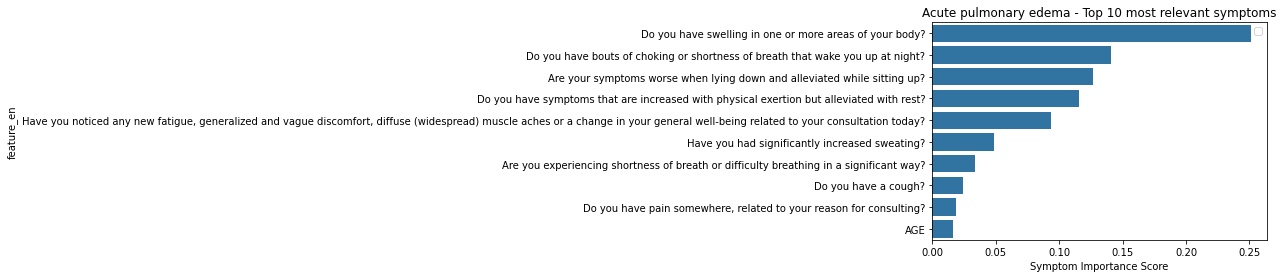 Acute pulmonary edema - Top 10 most relevant symptoms
Do you have swelling in one or more areas of your body?
Do you have bouts of choking or shortness of breath that wake you up at night?
Are your symptoms worse when lying down and alleviated while sitting up?
Do you have symptoms that are increased with physical exertion but alleviated with rest?
Have you noticed any new fatigue, generalized and vague discomfort, diffuse (widespread) muscle aches or a change in your general well-being related to your consultation today?
Have you had significantly increased sweating?
Are you experiencing shortness of breath or difficulty breathing in a significant way?
Do you have a cough?
Do you have pain somewhere, related to your reason for consulting?
AGE
feature_en
0.00 0.05 0.10 0.15 0.20 0.25
Symptom Importance Score